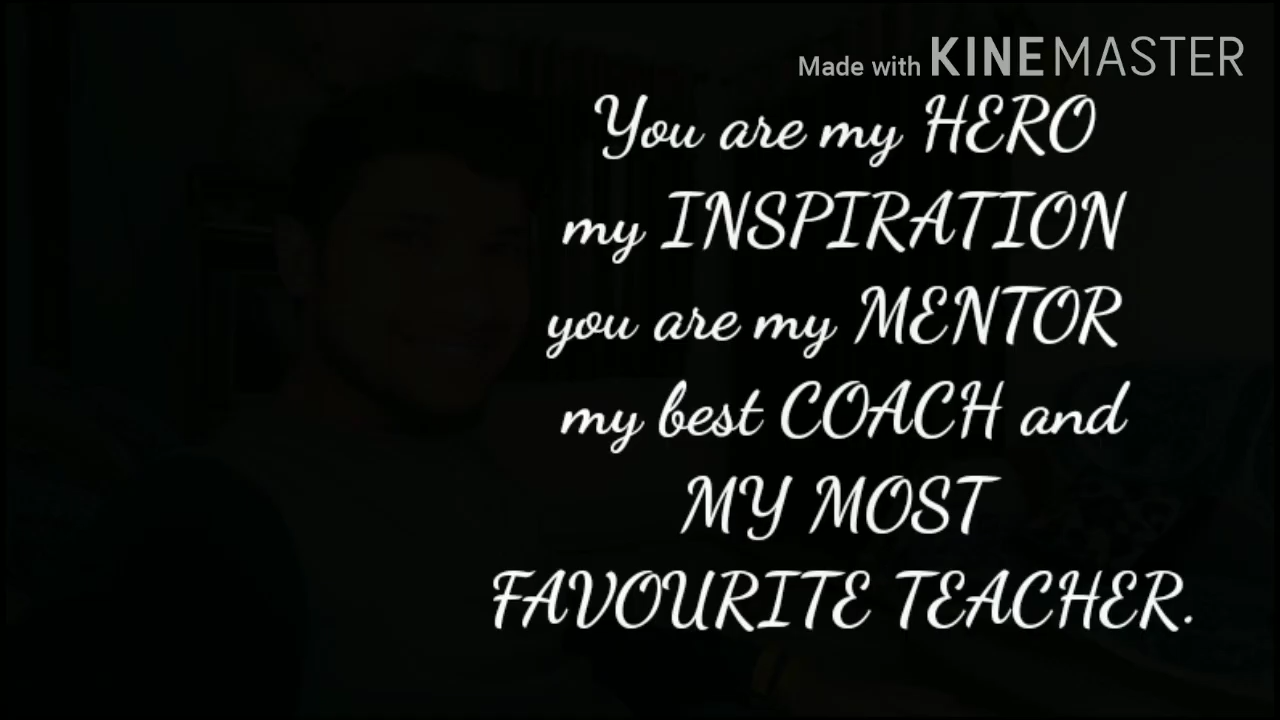 Made with KINEMASTER
You are my HERO
my INSPIRATION
you are my MENTOR
my best COACH and
MY MOST
FAVOURITE TEACHER.